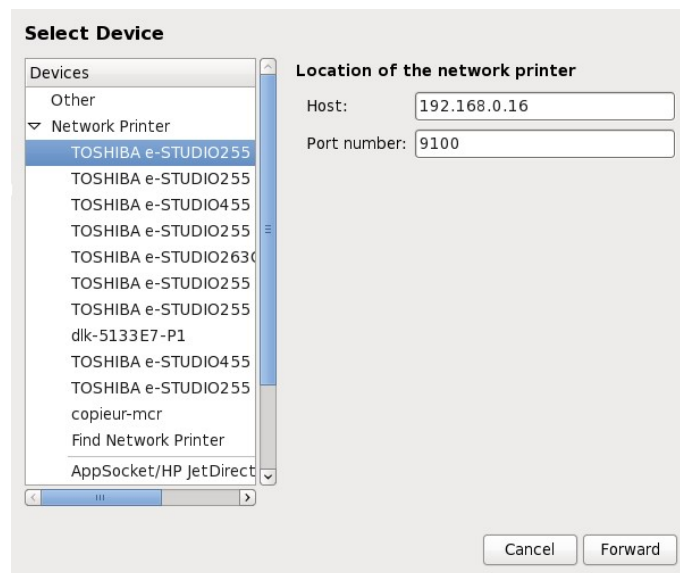 Select Device
Devices
Other
Network Printer
TOSHIBA e-STUDIO255
TOSHIBA e-STUDIO255
TOSHIBA e-STUDIO455
TOSHIBA e-STUDIO255
TOSHIBA e-STUDIO263
TOSHIBA e-STUDIO255
TOSHIBA e-STUDIO255
dlk-5133E7-P1
TOSHIBA e-STUDIO455
TOSHIBA e-STUDIO255
copieur-mcr
Find Network Printer
AppSocket/HP JetDirect
Location of the network printer
Host: 192.168.0.16
Port number: 9100
Cancel Forward